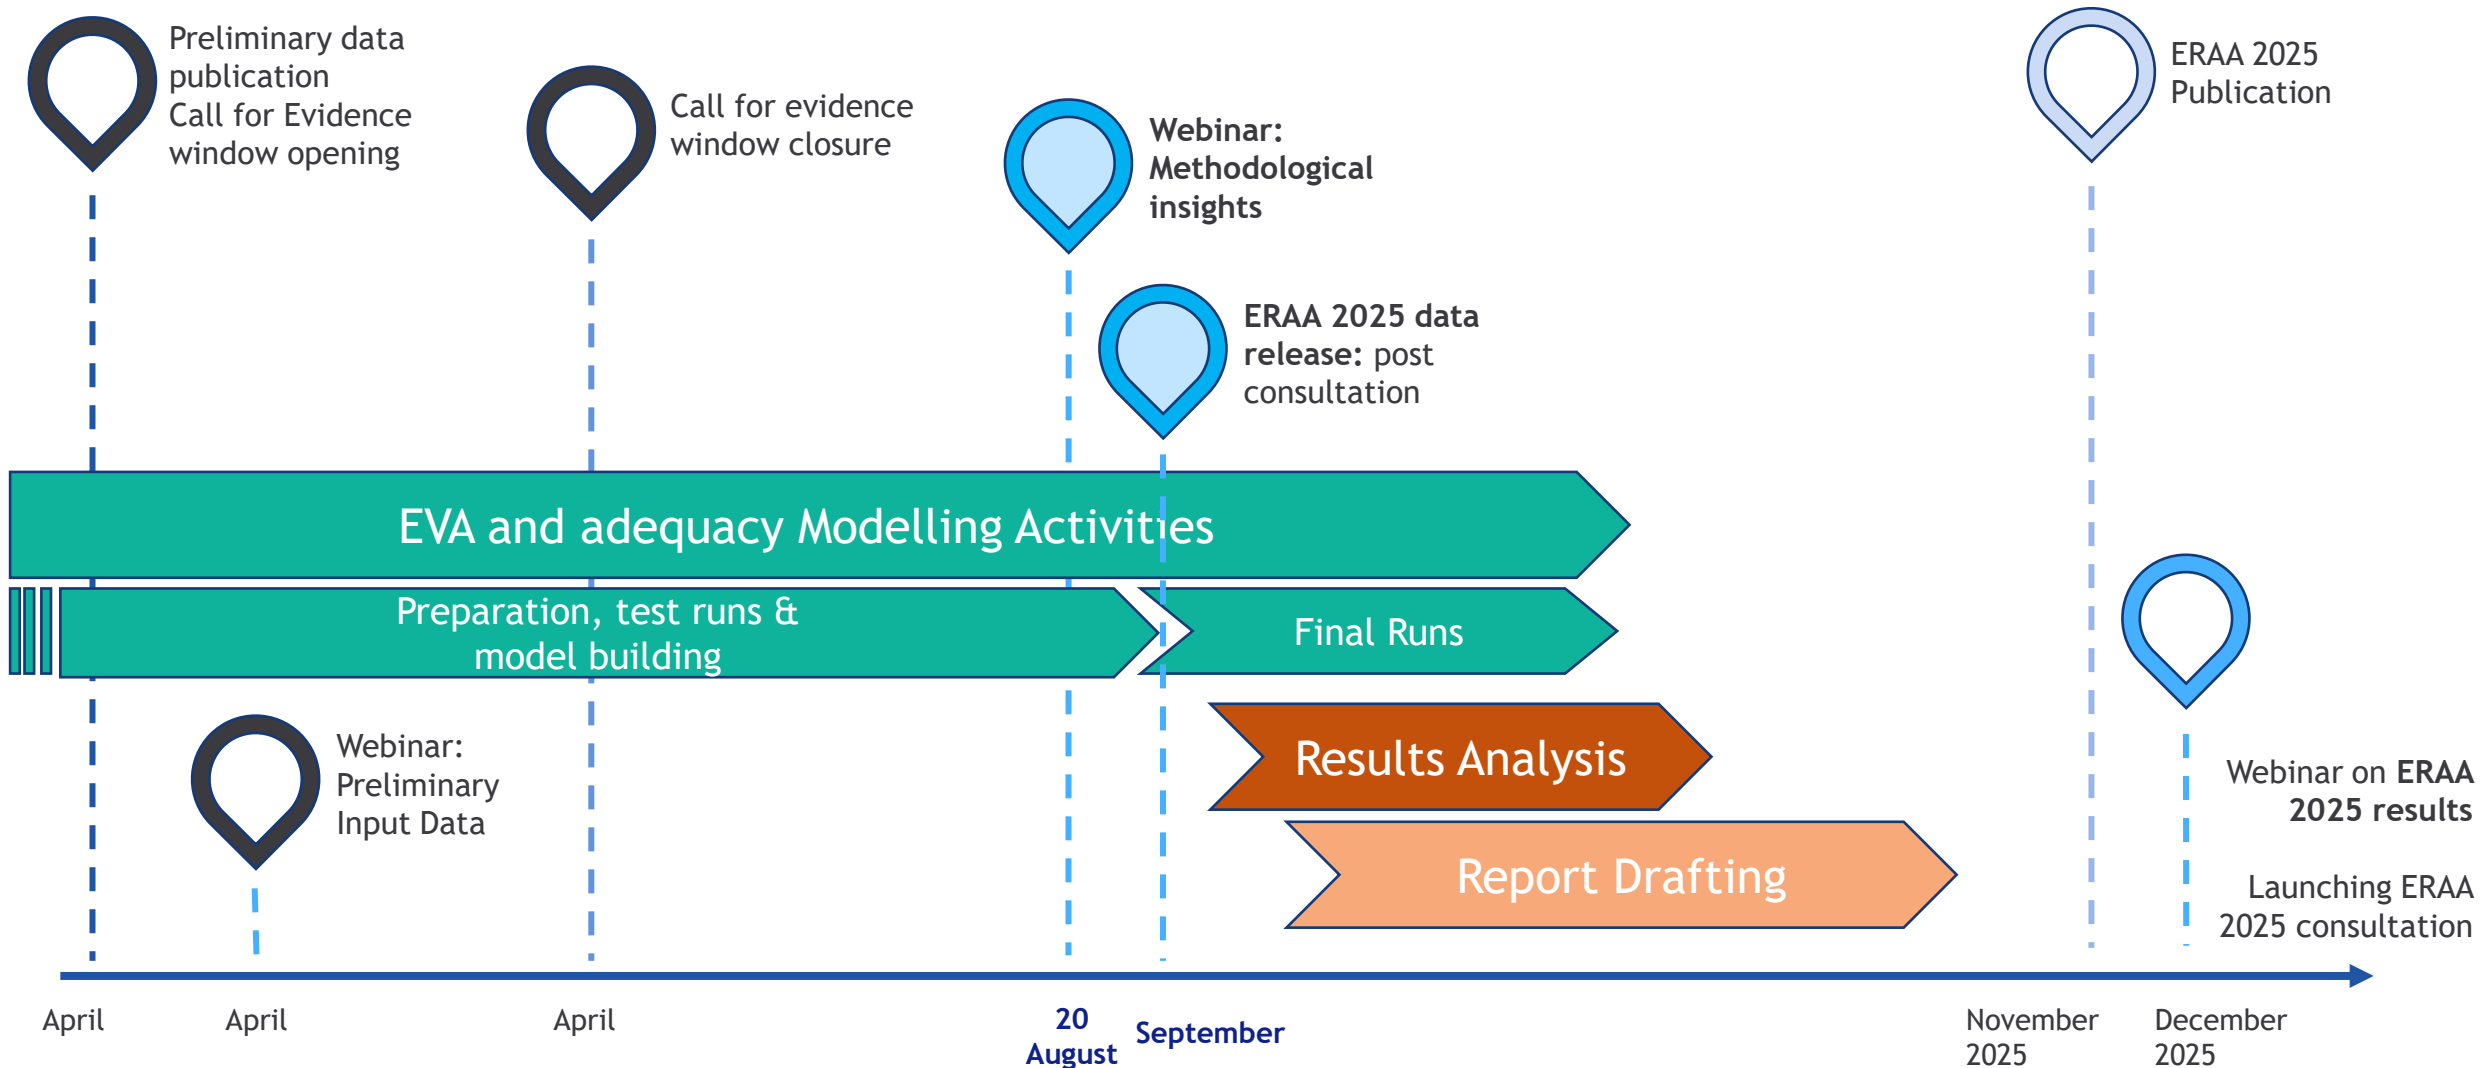 Preliminary data
publication
Call for Evidence
window opening
Call for evidence
window closure
Webinar:
Methodological
insights
ERAA 2025 data
release: post
consultation
ERAA 2025
Publication
EVA and adequacy Modelling Activities
Preparation, test runs &
model building
Final Runs
Webinar:
Preliminary
Input Data
Results Analysis
Report Drafting
Webinar on ERAA
2025 results
Launching ERAA
2025 consultation
April
April
April
20
August
September
November
2025
December
2025